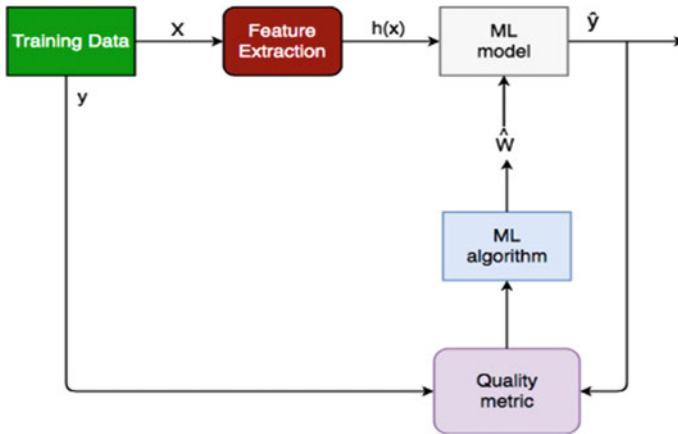 Training Data
X
Feature
Extraction
h(x)
ML
model
ŷ
y
ŵ
ML
algorithm
Quality
metric